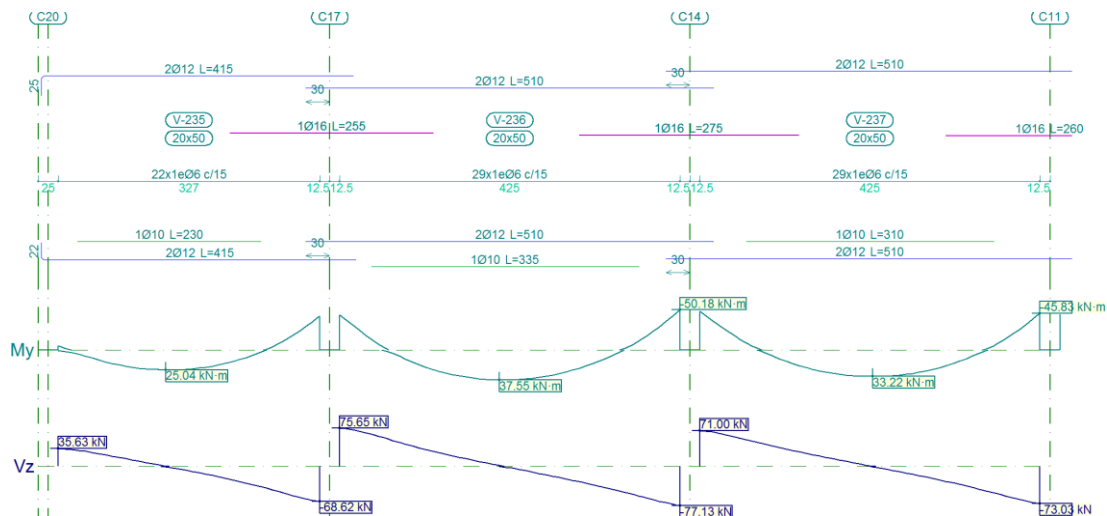 C20 C17 C14 C11
2Ø12 L=415 2Ø12 L=510
25 30 30
2Ø12 L=510
V-235 V-236 V-237
20x50 20x50 20x50
1Ø16 L=255 1Ø16 L=275 1Ø16 L=260
22x1eØ6 c/15 29x1eØ6 c/15 29x1eØ6 c/15
25 327 12.5 12.5 425 12.5 12.5 425 12.5
1Ø10 L=230 2Ø12 L=510 1Ø10 L=310
22 2Ø12 L=415 30 1Ø10 L=335 30 2Ø12 L=510
-50.18 kN·m -45.83 kN·m
My
25.04 kN·m 37.55 kN·m 33.22 kN·m
35.63 kN 75.65 kN 71.00 kN
Vz
-68.62 kN -77.13 kN -73.03 kN